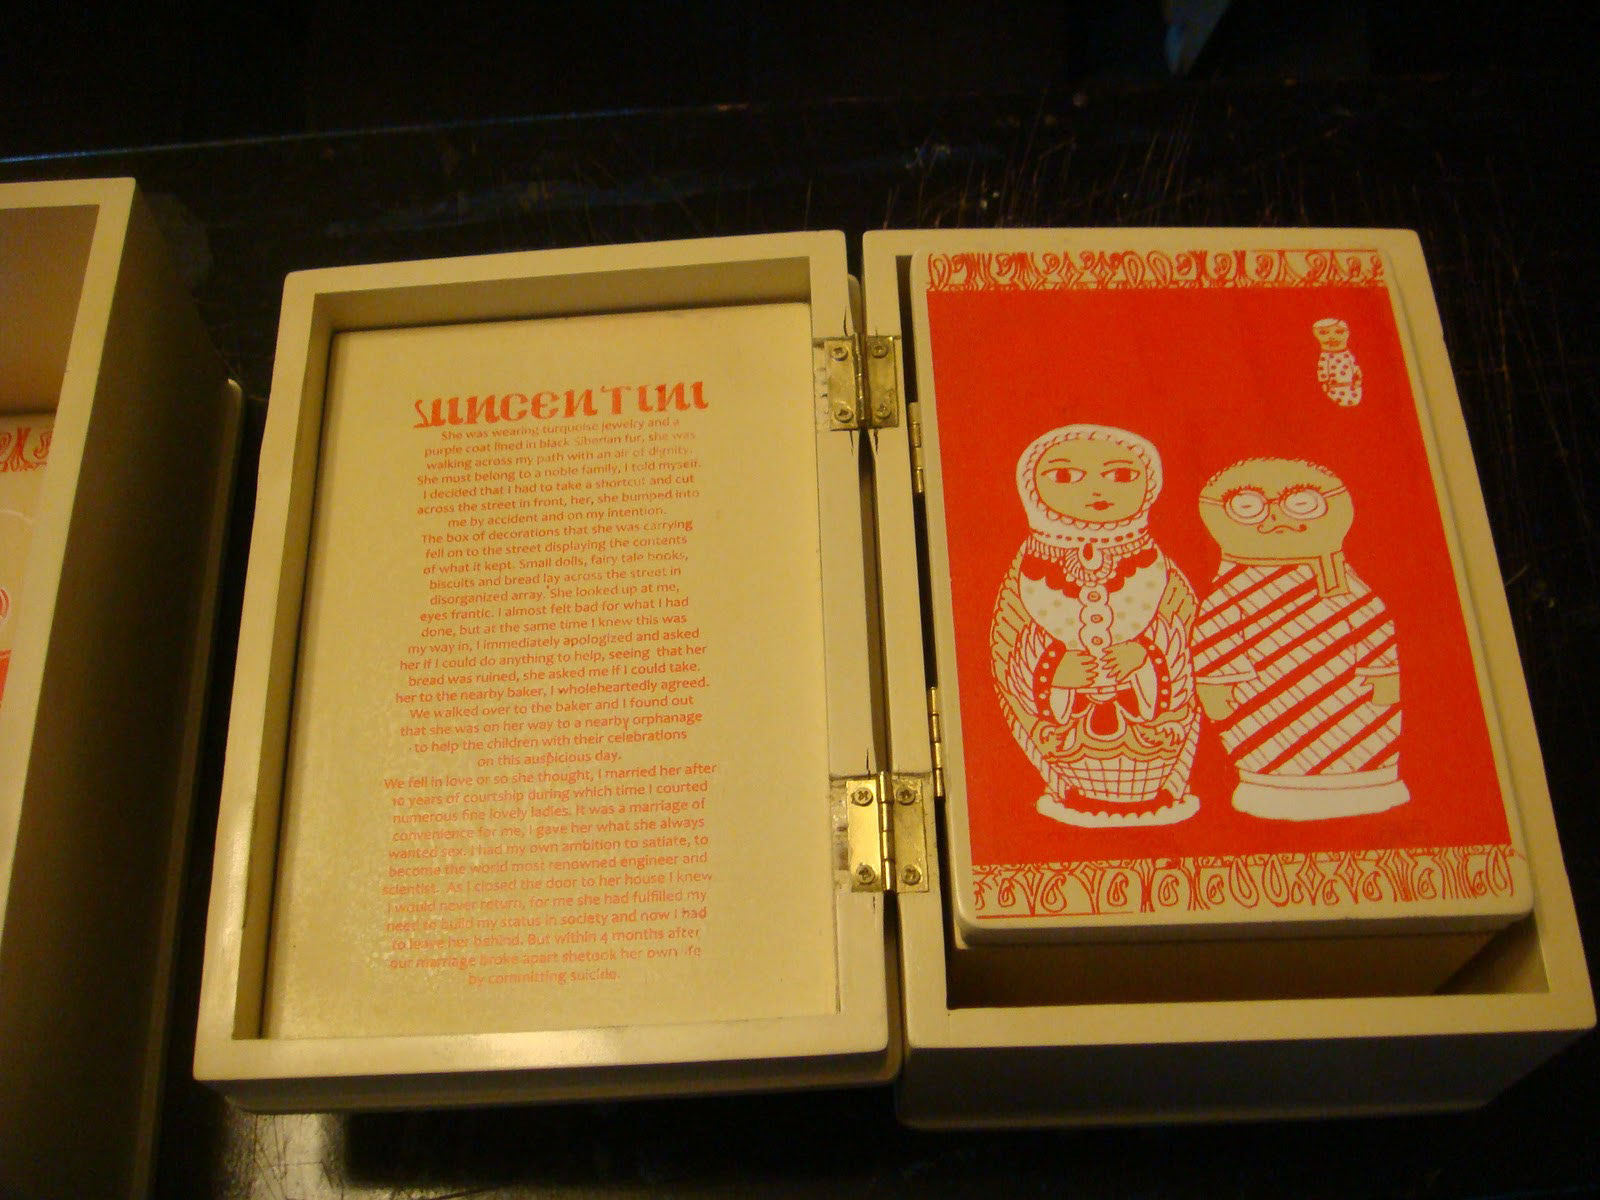 She was wearing turquoise jewelry and a
purple coat lined in black Siberian fur, she was
walking across my path with an air of dignity.
She must belong to a noble family, I told myself.
I decided that I had to take a shortcut and cut
across the street in front, her, she bumped into
me by accident and on my intention.
The box of decorations that she was carrying
fell on to the street displaying the contents
of what it kept. Small dolls, fairy tale books,
biscuits and bread lay across the street in
disorganized array. She looked up at me,
eyes frantic. I almost felt bad for what I had
done, but at the same time I knew this was
my way in, I immediately apologized and asked
her if I could do anything to help, seeing that her
bread was ruined, she asked me if I could take.
her to the nearby baker, I wholeheartedly agreed.
We walked over to the baker and I found out
that she was on her way to a nearby orphanage
to help the children with their celebrations
on this auspicious day.
We fell in love or so she thought, I married her after
10 years of courtship during which time I courted
numerous fine lovely ladies. It was a marriage of
convenience for me, I gave her what she always
wanted sex. I had my own ambition to satiate, to
become the world most renowned engineer and
scientist. As I closed the door to her house I knew
I would never return, for me she had fulfilled my
need to build my status in society and now I had
to leave her behind. But within 4 months after
our marriage broke apart shetook her own life
by committing suicide.